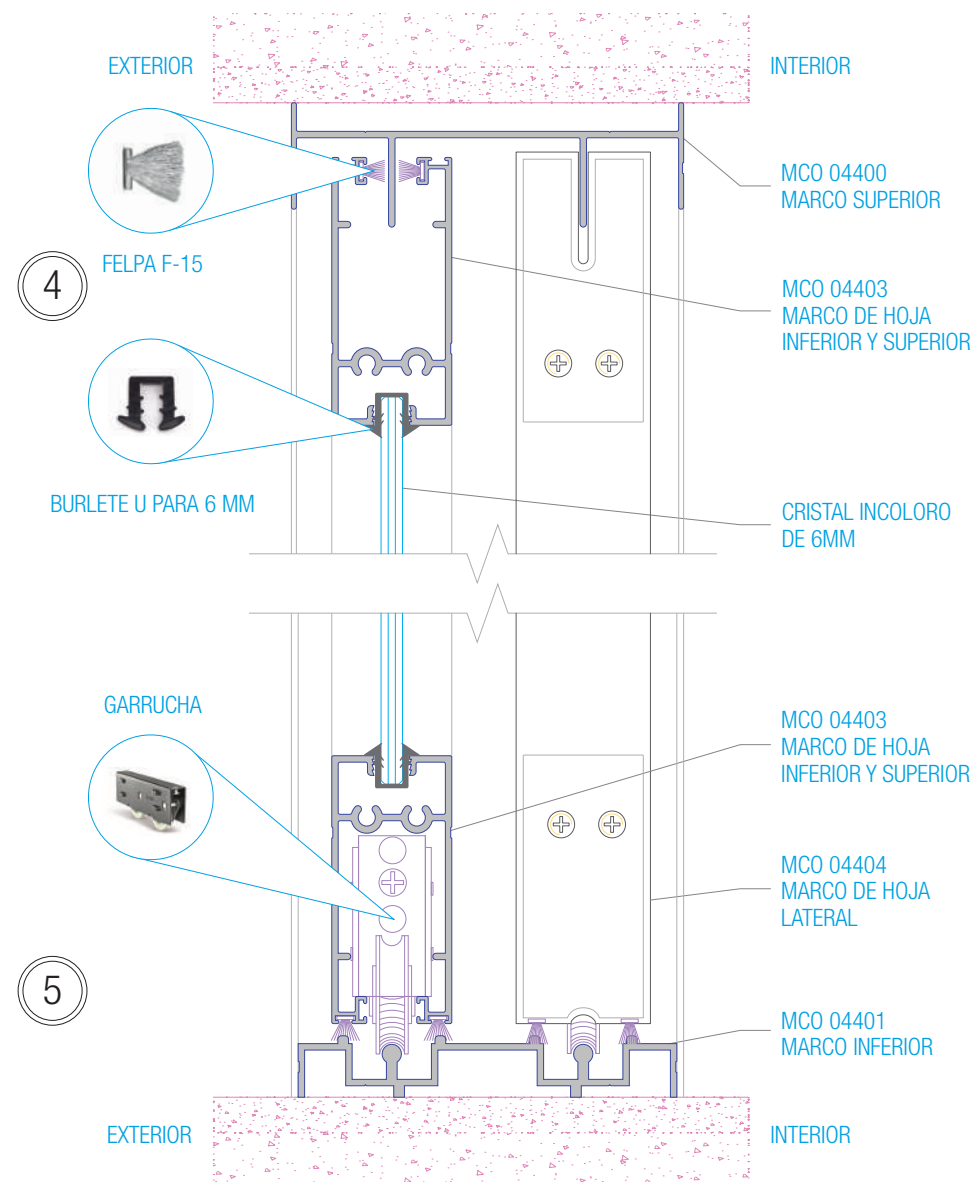 EXTERIOR
INTERIOR
MCO 04400
MARCO SUPERIOR
FELPA F-15
4
MCO 04403
MARCO DE HOJA
INFERIOR Y SUPERIOR
BURLETE U PARA 6 MM
CRISTAL INCOLORO
DE 6MM
GARRUCHA
MCO 04403
MARCO DE HOJA
INFERIOR Y SUPERIOR
MCO 04404
MARCO DE HOJA
LATERAL
5
MCO 04401
MARCO INFERIOR
EXTERIOR
INTERIOR